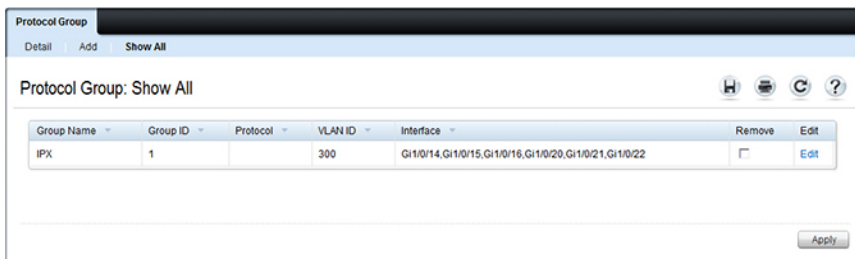 Protocol Group
Detail Add Show All
Protocol Group: Show All
Group Name Group ID Protocol VLAN ID Interface Remove Edit
IPX 1 300 Gi1/0/14,Gi1/0/15,Gi1/0/16,Gi1/0/20,Gi1/0/21,Gi1/0/22 Edit
Apply